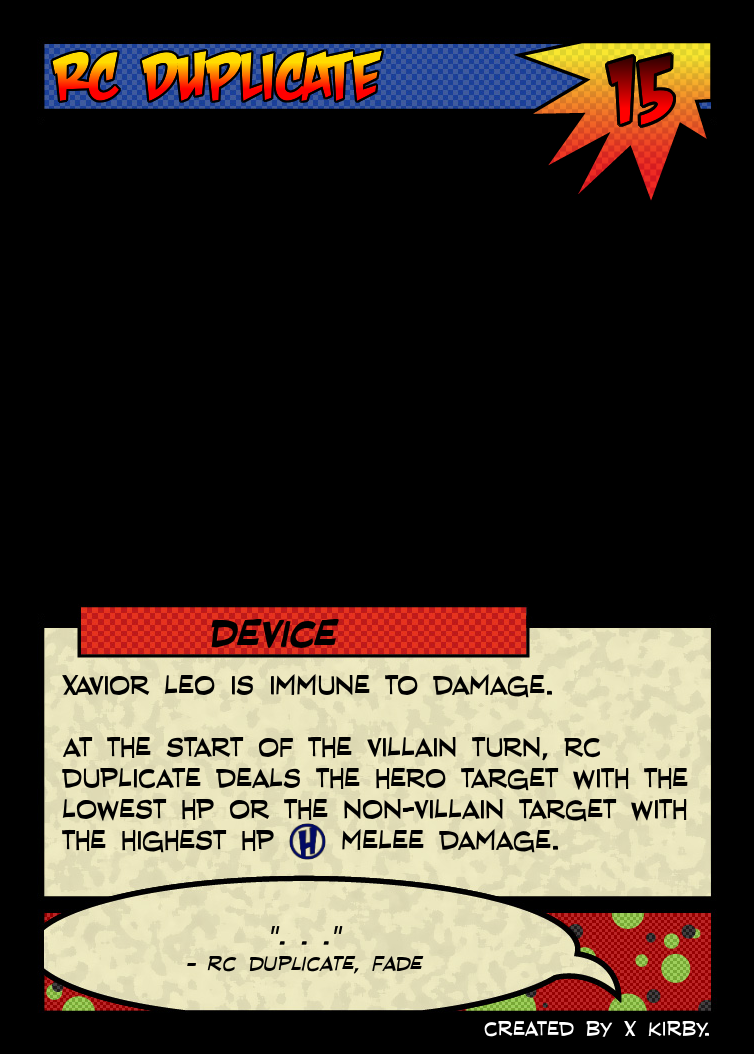 RC DUPLICATE
15
DEVICE
XAVIOR LEO IS IMMUNE TO DAMAGE.
AT THE START OF THE VILLAIN TURN, RC
DUPLICATE DEALS THE HERO TARGET WITH THE
LOWEST HP OR THE NON-VILLAIN TARGET WITH
THE HIGHEST HP H MELEE DAMAGE.
". . ."
- RC DUPLICATE, FADE
CREATED BY X KIRBY.